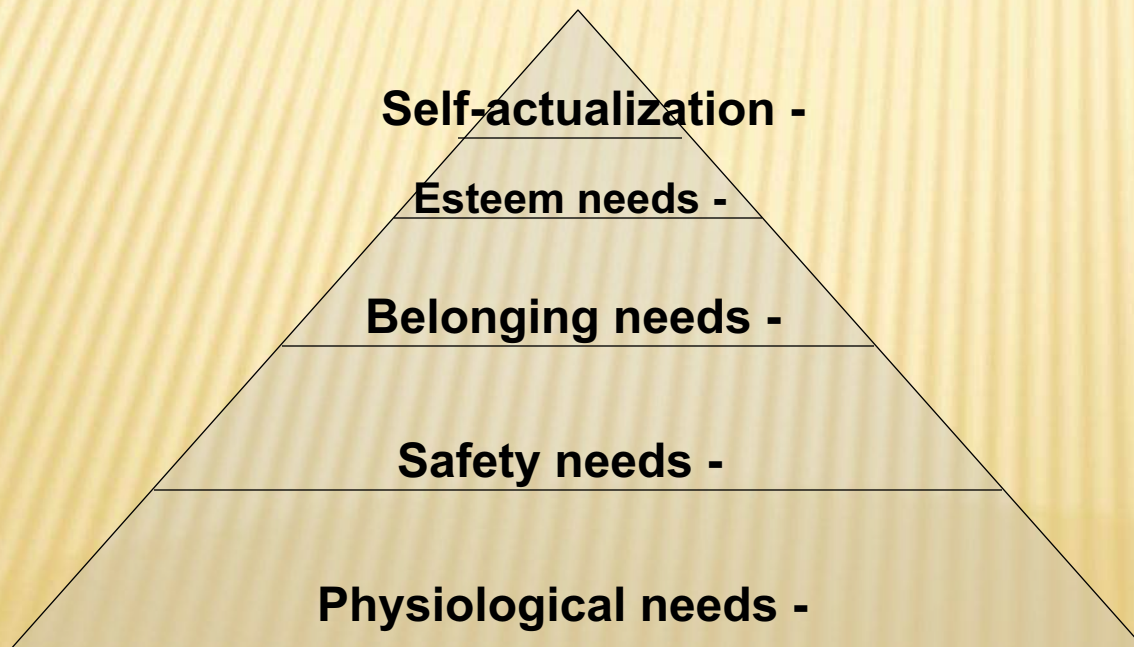 Self-actualization -
Esteem needs -
Belonging needs -
Safety needs -
Physiological needs -